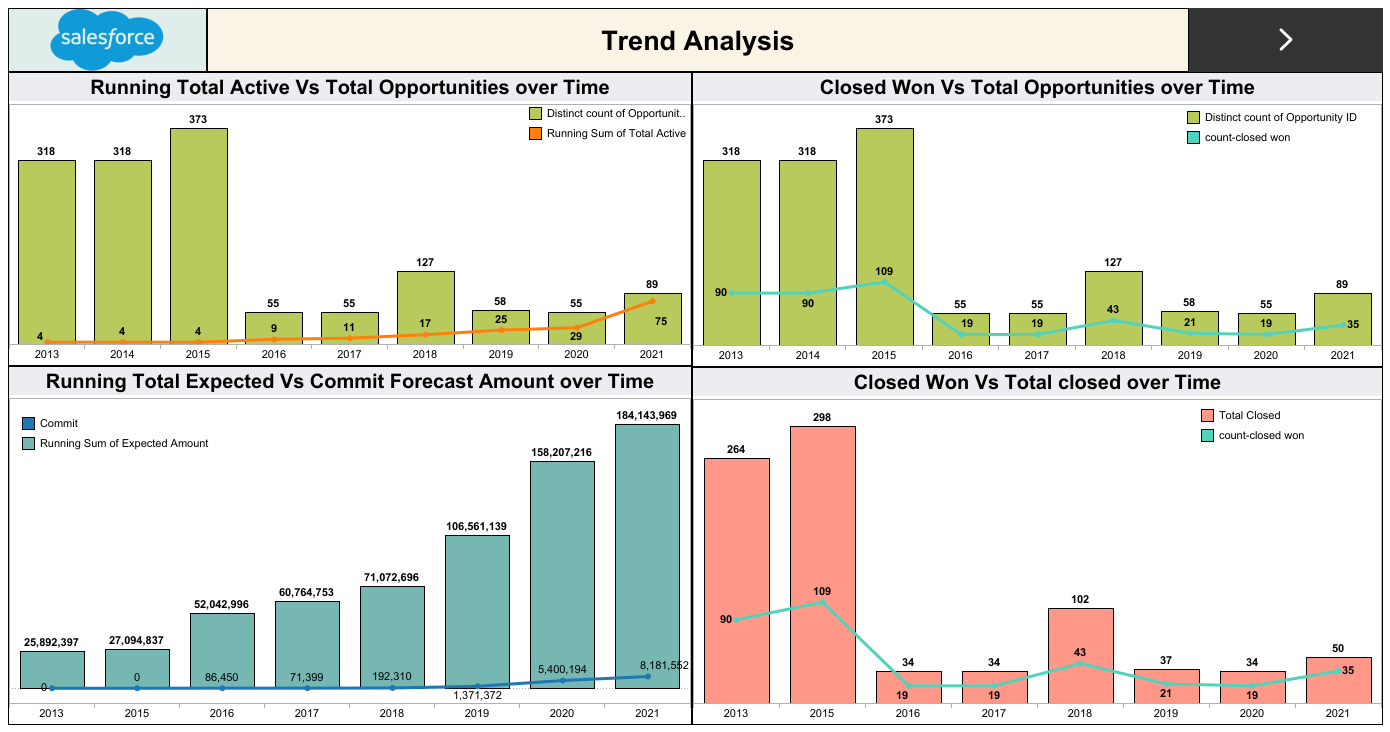 salesforce
Trend Analysis
Running Total Active Vs Total Opportunities over Time
Distinct count of Opportunit..
Running Sum of Total Active
373
318 318
127
89
55 55 58 55
4 4 4 9 11 17 25 29 75
2013 2014 2015 2016 2017 2018 2019 2020 2021
Closed Won Vs Total Opportunities over Time
Distinct count of Opportunity ID
count-closed won
373
318 318
127
89
55 55 58 55
90 90 109 19 19 43 21 19 35
2013 2014 2015 2016 2017 2018 2019 2020 2021
Running Total Expected Vs Commit Forecast Amount over Time
Commit
Running Sum of Expected Amount
184,143,969
158,207,216
106,561,139
71,072,696
60,764,753
52,042,996
25,892,397 27,094,837
0 0 86,450 71,399 192,310 1,371,372 5,400,194 8,181,552
2013 2015 2016 2017 2018 2019 2020 2021
Closed Won Vs Total closed over Time
Total Closed
count-closed won
298
264
102
34 34 37 34 50
90 109 19 19 43 21 19 35
2013 2015 2016 2017 2018 2019 2020 2021